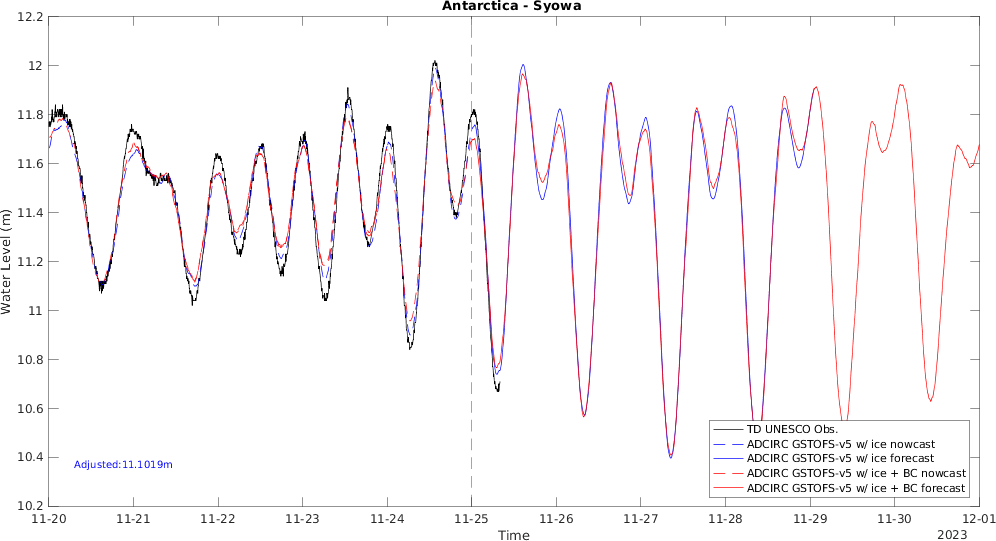 Antarctica - Syowa
12.2
12
11.8
11.6
11.4
11.2
11
10.8
10.6
10.4
10.2
Water Level (m)
Adjusted:11.1019m
TD UNESCO Obs.
ADCIRC GSTOFS-v5 w/ ice nowcast
ADCIRC GSTOFS-v5 w/ ice forecast
ADCIRC GSTOFS-v5 w/ ice + BC nowcast
ADCIRC GSTOFS-v5 w/ ice + BC forecast
11-20 11-21 11-22 11-23 11-24 11-25 11-26 11-27 11-28 11-29 11-30 12-01
Time
2023